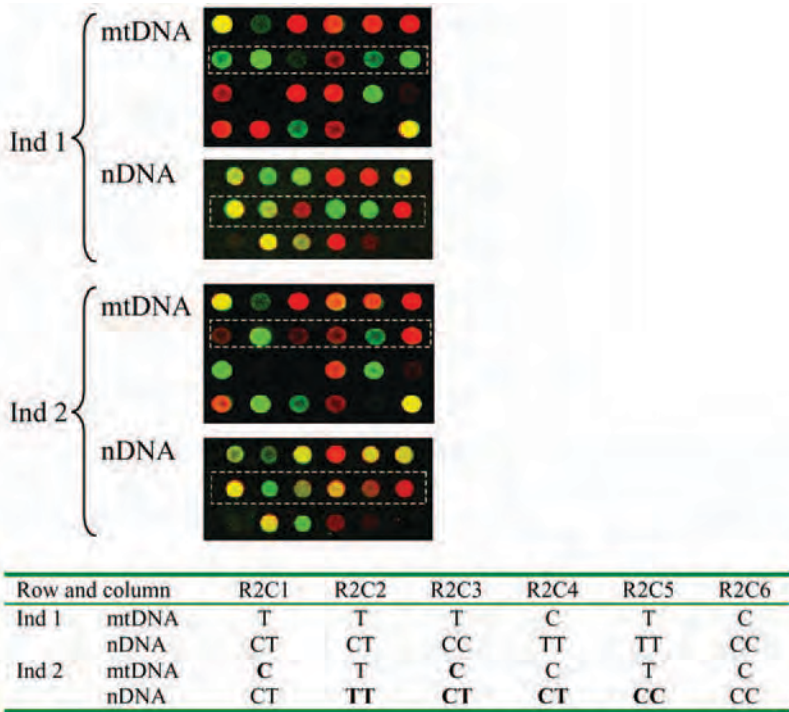 mtDNA
Ind 1
nDNA
mtDNA
Ind 2
nDNA
Row and column R2C1 R2C2 R2C3 R2C4 R2C5 R2C6
Ind 1 mtDNA T T T C T C
nDNA CT CT CC TT TT CC
Ind 2 mtDNA C T C C T C
nDNA CT TT CT CT CC CC